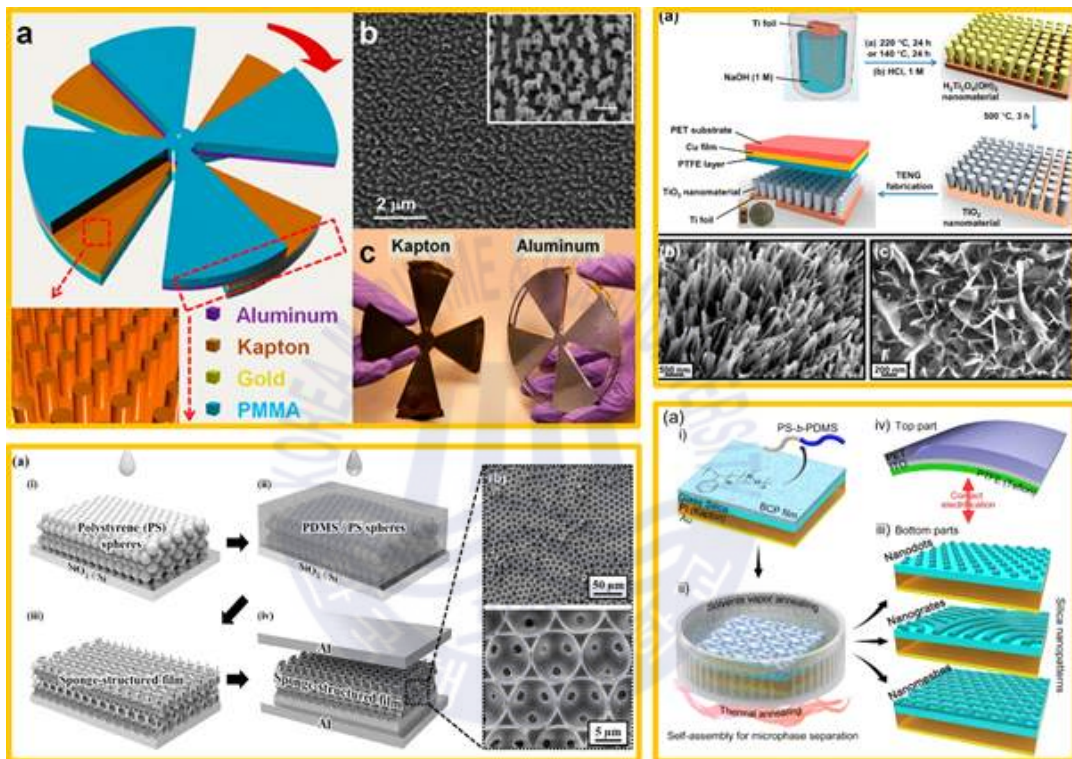 a
Aluminum
Kapton
Gold
PMMA
b
2 μm
c
Kapton
Aluminum
(a)
Ti foil
NaOH (1 M)
(a) 220 °C, 24 h
or 140 °C, 24 h
(b) HCl, 1 M
H₂Ti₂O₄(OH)₂
nanomaterial
500 °C, 3 h
PET substrate
Cu film
PTFE layer
TiO₂ nanomaterial
Ti foil
TENG
fabrication
TiO₂
nanomaterial
(b)
500 nm
(c)
200 nm
(a)
(i)
Polystyrene (PS)
spheres
SiO₂/Si
(ii)
PDMS / PS spheres
SiO₂/Si
(iii)
Sponge-structured film
(iv)
Al
Sponge-structured film
Al
(b)
50 μm
5 μm
(a)
i)
PS-b-PDMS
BCP film
PI (Kapton)
ii)
Solvent vapor annealing
Thermal annealing
Self-assembly for microphase separation
iv) Top part
PET
ITO
PTFE (Teflon)
Contact
electrification
iii) Bottom parts
Nanodots
Nanogrates
Nanomeshes
Silica nanopatterns